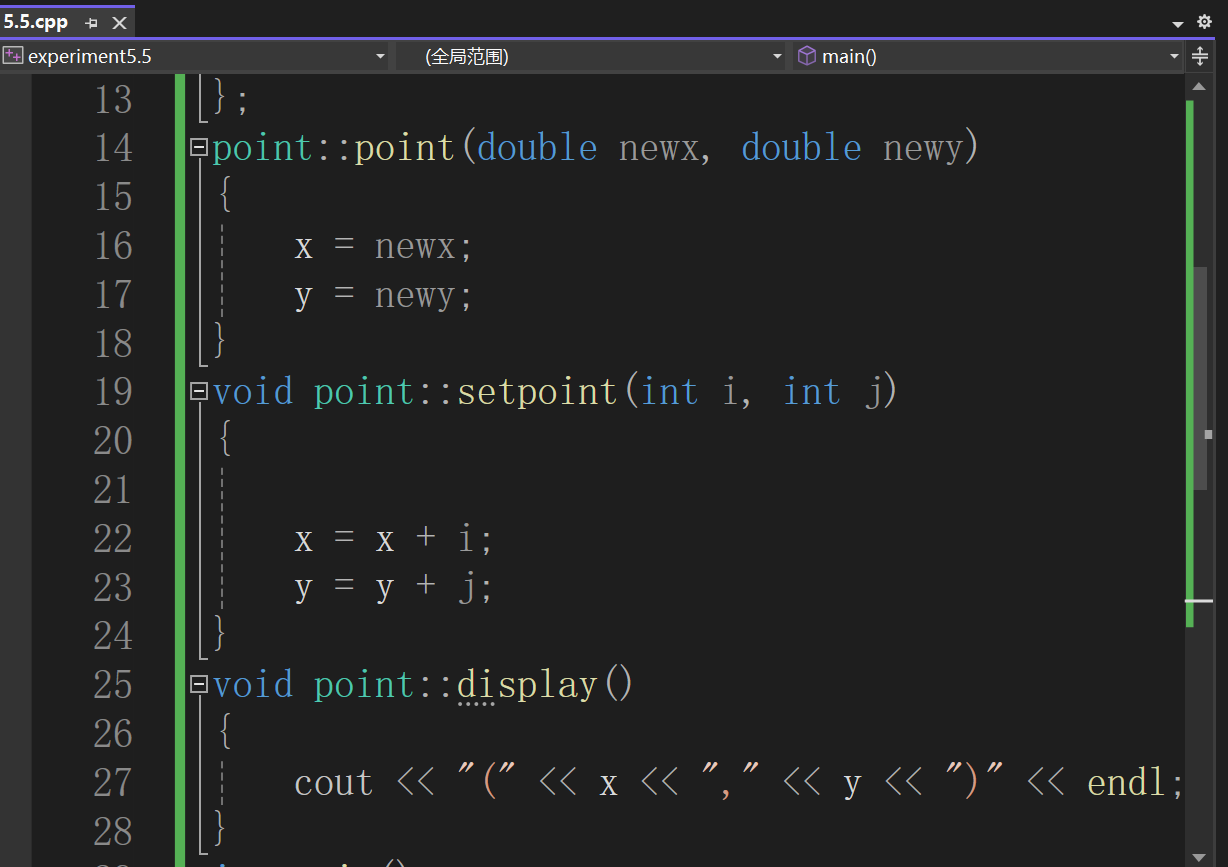 5.5.cpp
experiment5.5 (全局范围) main()
13 };
14 point::point(double newx, double newy)
15 {
16 x = newx;
17 y = newy;
18 }
19 void point::setpoint(int i, int j)
20 {
21
22 x = x + i;
23 y = y + j;
24 }
25 void point::display()
26 {
27 cout << "(" << x << "," << y << ")" << endl;
28 }